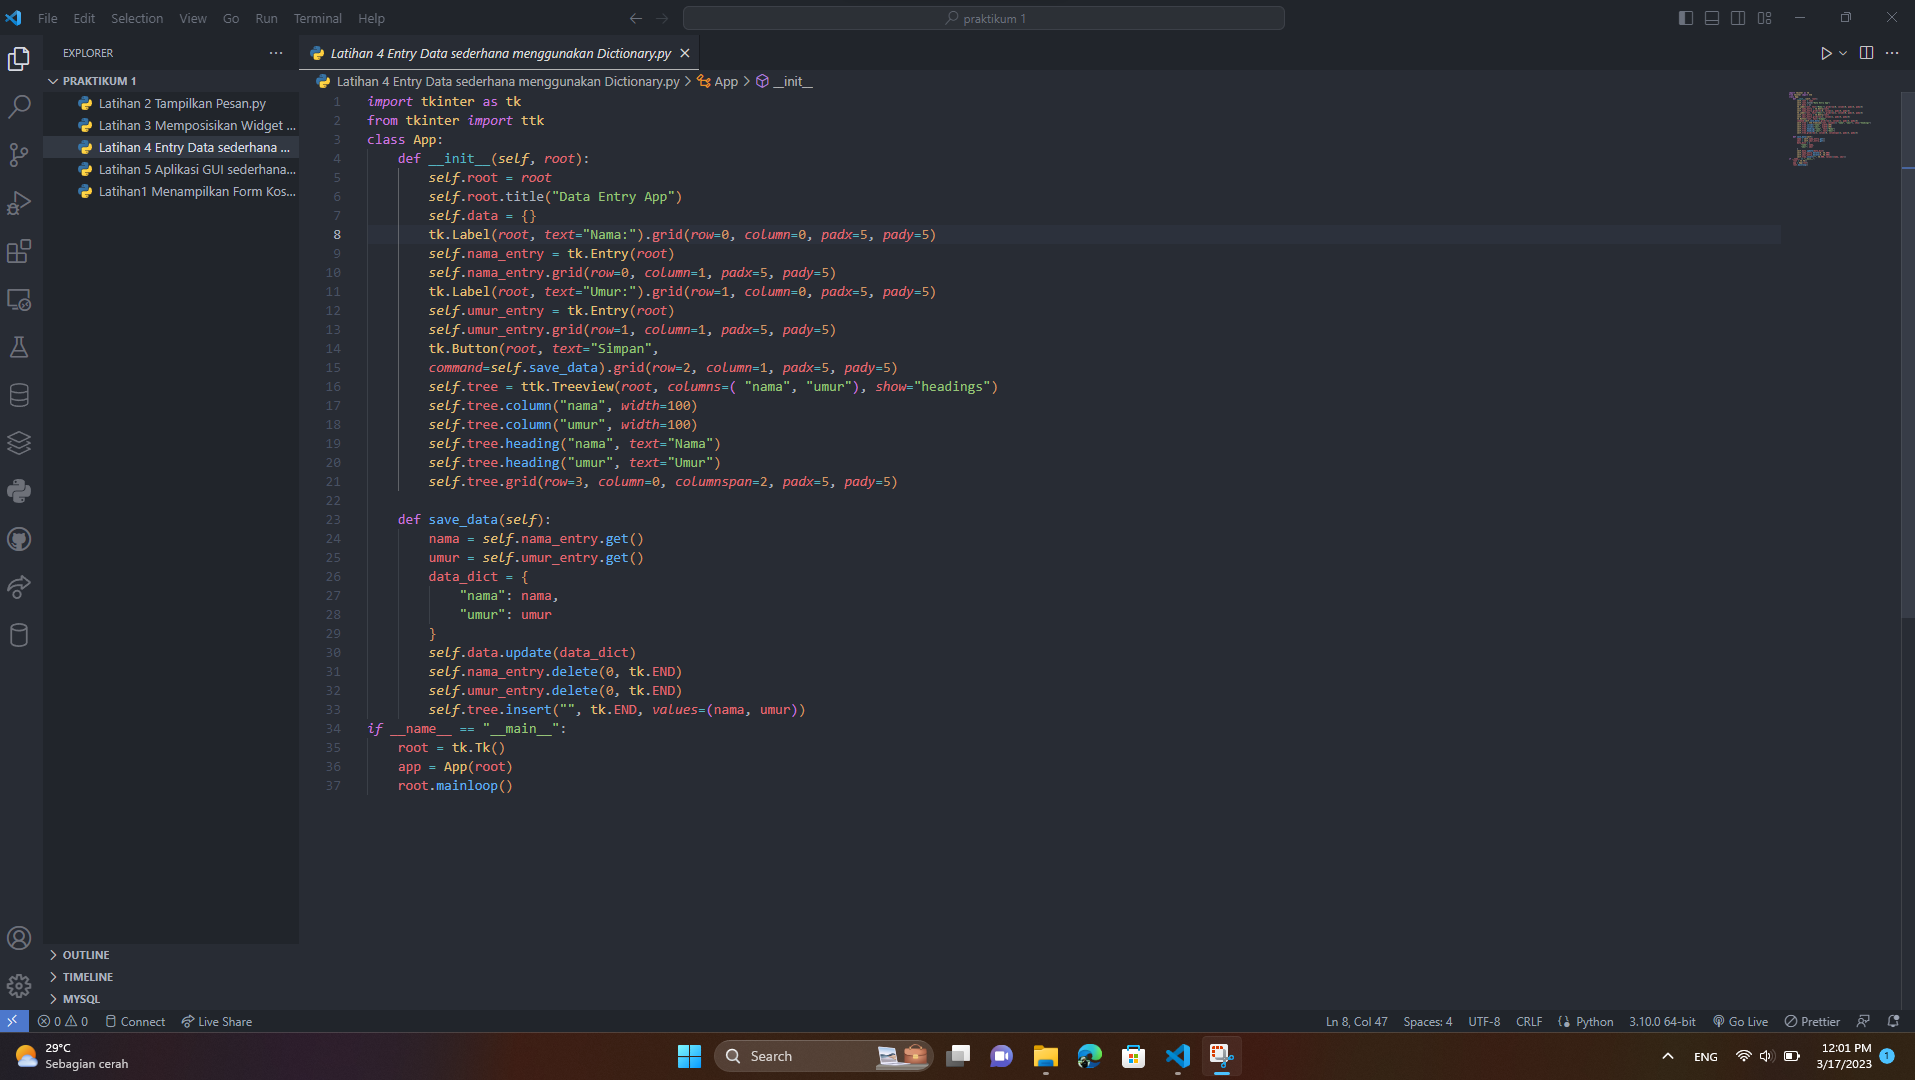 File Edit Selection View Go Run Terminal Help
praktikum 1
EXPLORER
PRAKTIKUM 1
Latihan 2 Tampilkan Pesan.py
Latihan 3 Memposisikan Widget ...
Latihan 4 Entry Data sederhana ...
Latihan 5 Aplikasi GUI sederhana...
Latihan1 Menampilkan Form Kos...
OUTLINE
TIMELINE
MYSQL
Latihan 4 Entry Data sederhana menggunakan Dictionary.py
Latihan 4 Entry Data sederhana menggunakan Dictionary.py > App > __init__
1 import tkinter as tk
2 from tkinter import ttk
3 class App:
4     def __init__(self, root):
5         self.root = root
6         self.root.title("Data Entry App")
7         self.data = {}
8         tk.Label(root, text="Nama:").grid(row=0, column=0, padx=5, pady=5)
9         self.nama_entry = tk.Entry(root)
10         self.nama_entry.grid(row=0, column=1, padx=5, pady=5)
11         tk.Label(root, text="Umur:").grid(row=1, column=0, padx=5, pady=5)
12         self.umur_entry = tk.Entry(root)
13         self.umur_entry.grid(row=1, column=1, padx=5, pady=5)
14         tk.Button(root, text="Simpan",
15         command=self.save_data).grid(row=2, column=1, padx=5, pady=5)
16         self.tree = ttk.Treeview(root, columns=( "nama", "umur"), show="headings")
17         self.tree.column("nama", width=100)
18         self.tree.column("umur", width=100)
19         self.tree.heading("nama", text="Nama")
20         self.tree.heading("umur", text="Umur")
21         self.tree.grid(row=3, column=0, columnspan=2, padx=5, pady=5)
22
23     def save_data(self):
24         nama = self.nama_entry.get()
25         umur = self.umur_entry.get()
26         data_dict = {
27             "nama": nama,
28             "umur": umur
29         }
30         self.data.update(data_dict)
31         self.nama_entry.delete(0, tk.END)
32         self.umur_entry.delete(0, tk.END)
33         self.tree.insert("", tk.END, values=(nama, umur))
34 if __name__ == "__main__":
35     root = tk.Tk()
36     app = App(root)
37     root.mainloop()
0 0 Connect Live Share
Ln 8, Col 47 Spaces: 4 UTF-8 CRLF Python 3.10.0 64-bit Go Live Prettier
29°C
Sebagian cerah
Search
ENG
12:01 PM
3/17/2023
1